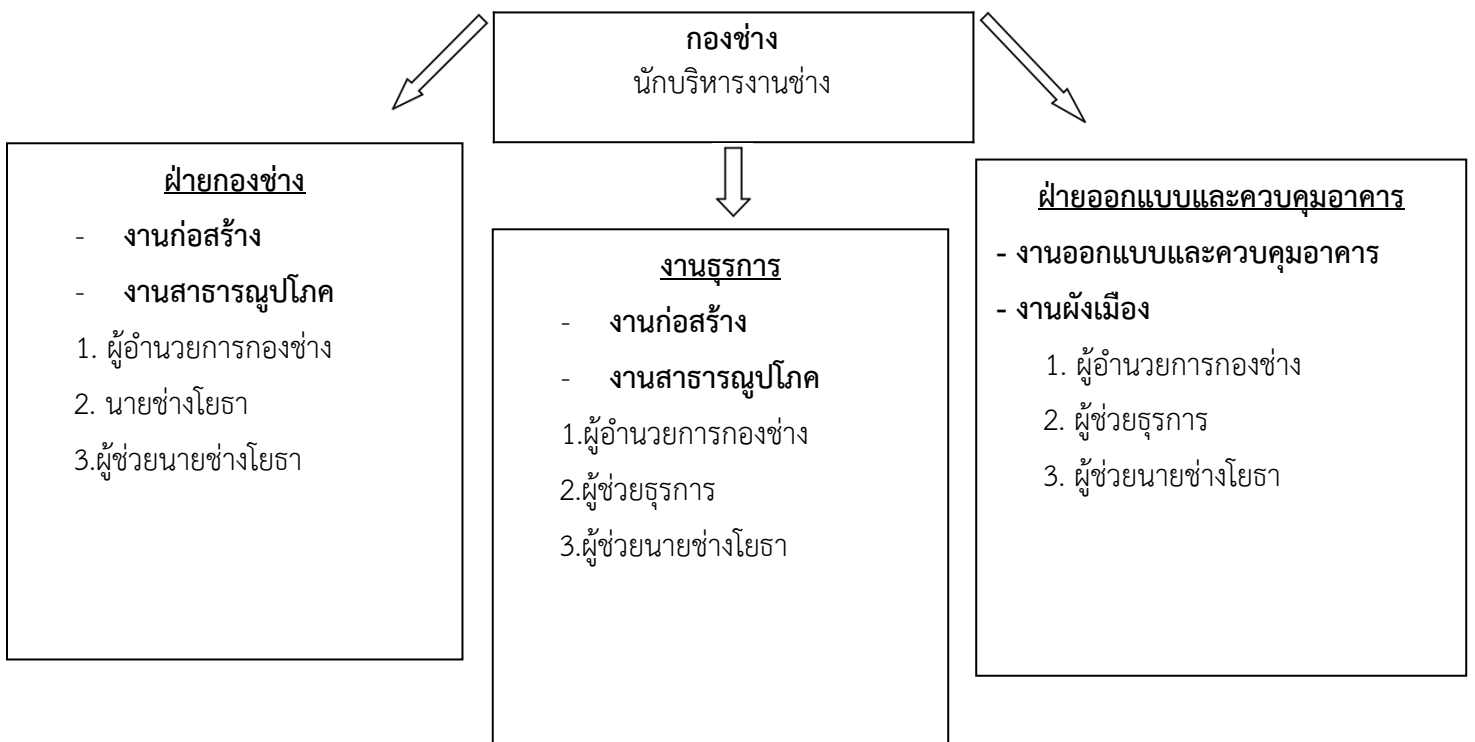 กองช่าง
นักบริหารงานช่าง
ฝ่ายกองช่าง
- งานก่อสร้าง
- งานสาธารณูปโภค
1. ผู้อำนวยการกองช่าง
2. นายช่างโยธา
3.ผู้ช่วยนายช่างโยธา
งานธุรการ
- งานก่อสร้าง
- งานสาธารณูปโภค
1.ผู้อำนวยการกองช่าง
2.ผู้ช่วยธุรการ
3.ผู้ช่วยนายช่างโยธา
ฝ่ายออกแบบและควบคุมอาคาร
- งานออกแบบและควบคุมอาคาร
- งานผังเมือง
1. ผู้อำนวยการกองช่าง
2. ผู้ช่วยธุรการ
3. ผู้ช่วยนายช่างโยธา